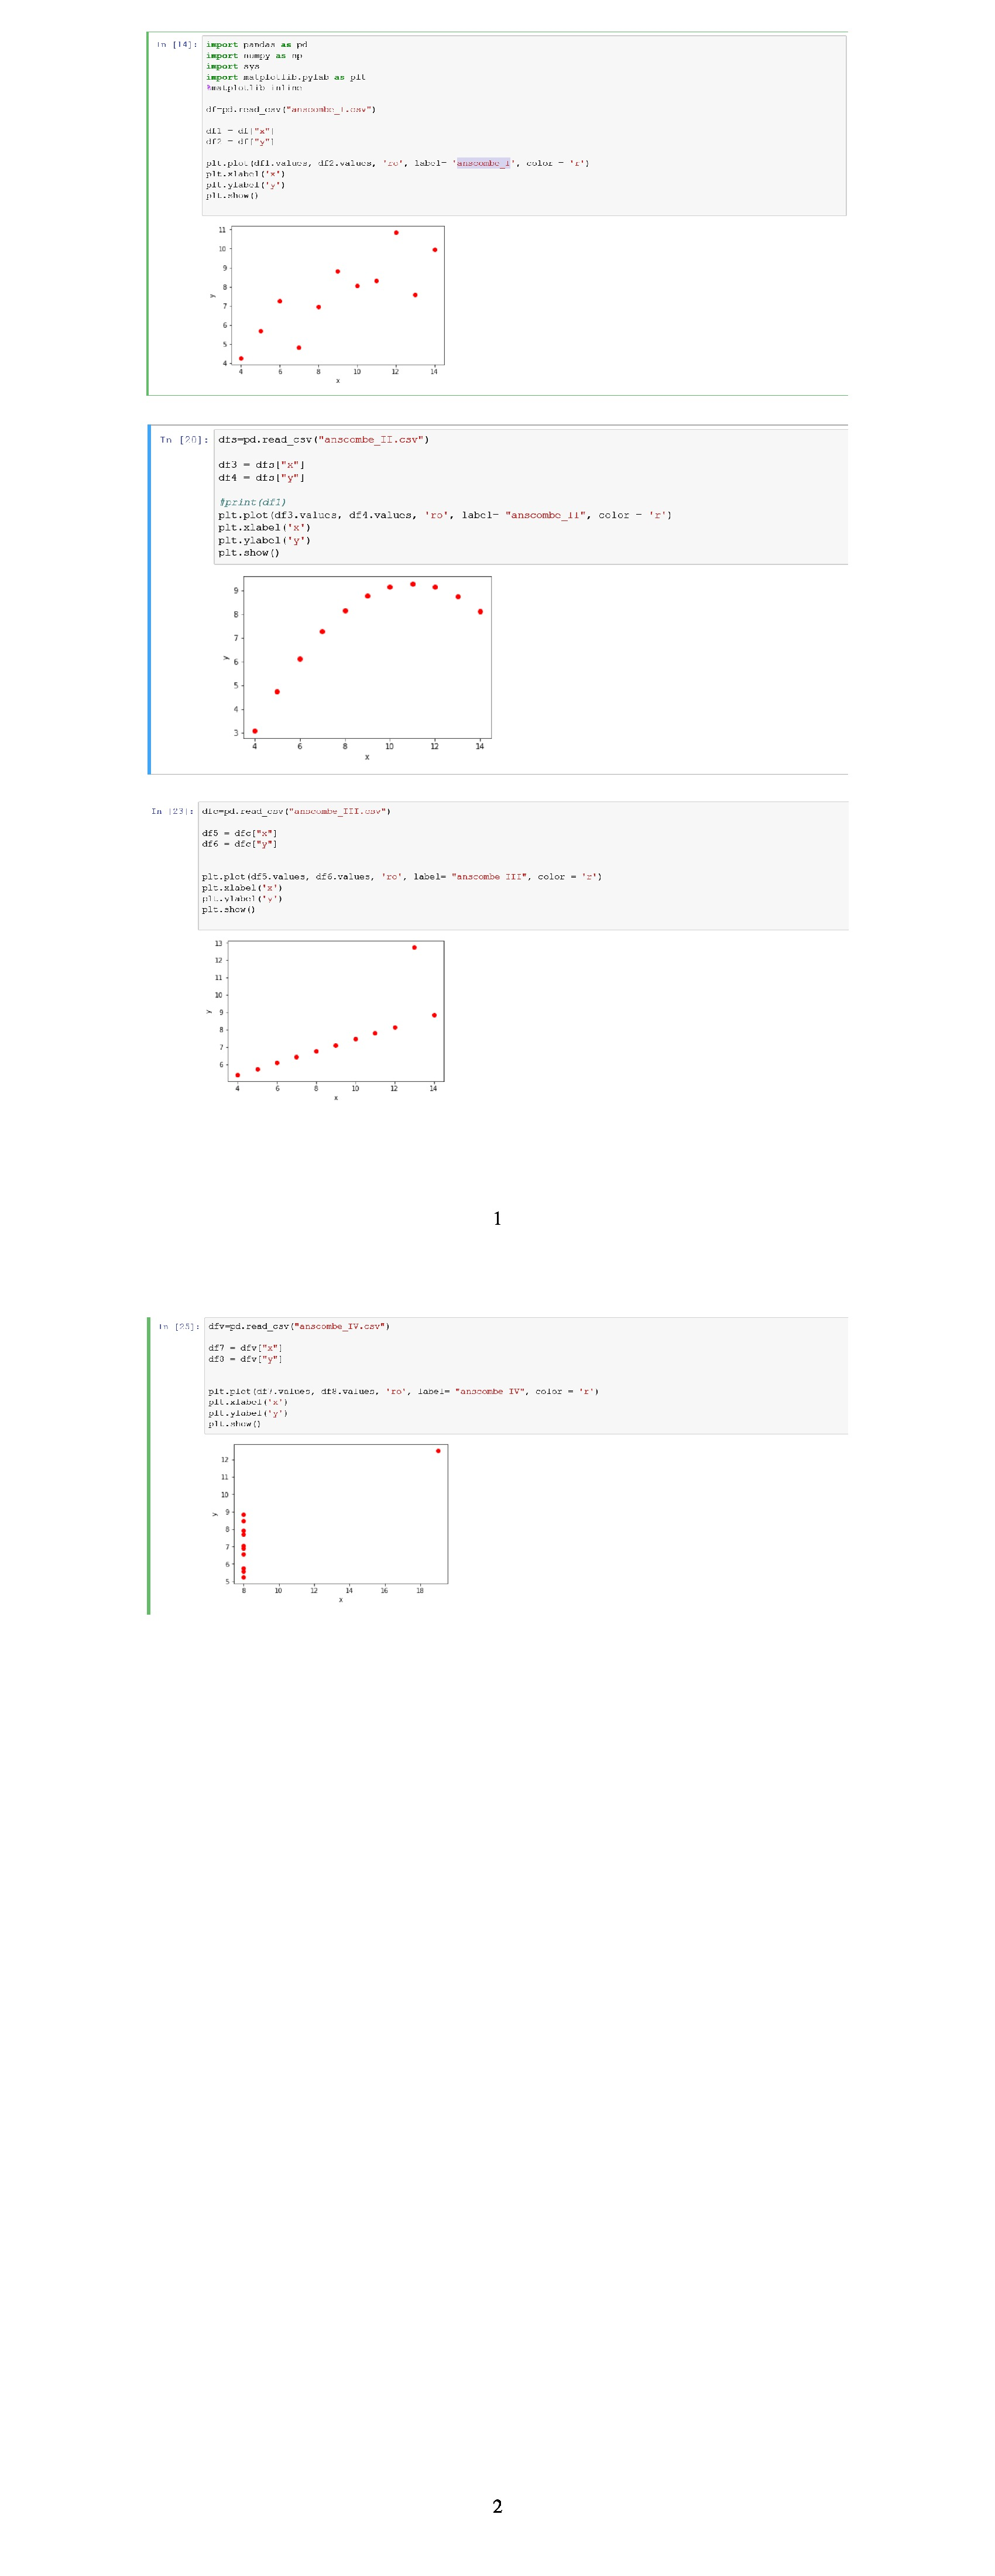 In [14]:
import pandas as pd
import numpy as np
import sys
import matplotlib.pylab as plt
%matplotlib inline
df=pd.read_csv("anscombe_I.csv")
df1 = df["x"]
df2 = df["y"]
plt.plot(df1.values, df2.values, 'ro', label= 'anscombe_I', color = 'r')
plt.xlabel('x')
plt.ylabel('y')
plt.show()
11
10
9
8
7
6
5
4
y
4 6 8 10 12 14
x
In [20]:
dfs=pd.read_csv("anscombe_II.csv")
df3 = dfs["x"]
df4 = dfs["y"]
#print(df1)
plt.plot(df3.values, df4.values, 'ro', label= "anscombe_II", color = 'r')
plt.xlabel('x')
plt.ylabel('y')
plt.show()
9
8
7
6
5
4
3
y
4 6 8 10 12 14
x
In [23]:
dfc=pd.read_csv("anscombe_III.csv")
df5 = dfc["x"]
df6 = dfc["y"]
plt.plot(df5.values, df6.values, 'ro', label= "anscombe III", color = 'r')
plt.xlabel('x')
plt.ylabel('y')
plt.show()
13
12
11
10
9
8
7
6
y
4 6 8 10 12 14
x
1
In [25]:
dfv=pd.read_csv("anscombe_IV.csv")
df7 = dfv["x"]
df8 = dfv["y"]
plt.plot(df7.values, df8.values, 'ro', label= "anscombe IV", color = 'r')
plt.xlabel('x')
plt.ylabel('y')
plt.show()
12
11
10
9
8
7
6
5
y
8 10 12 14 16 18
x
2